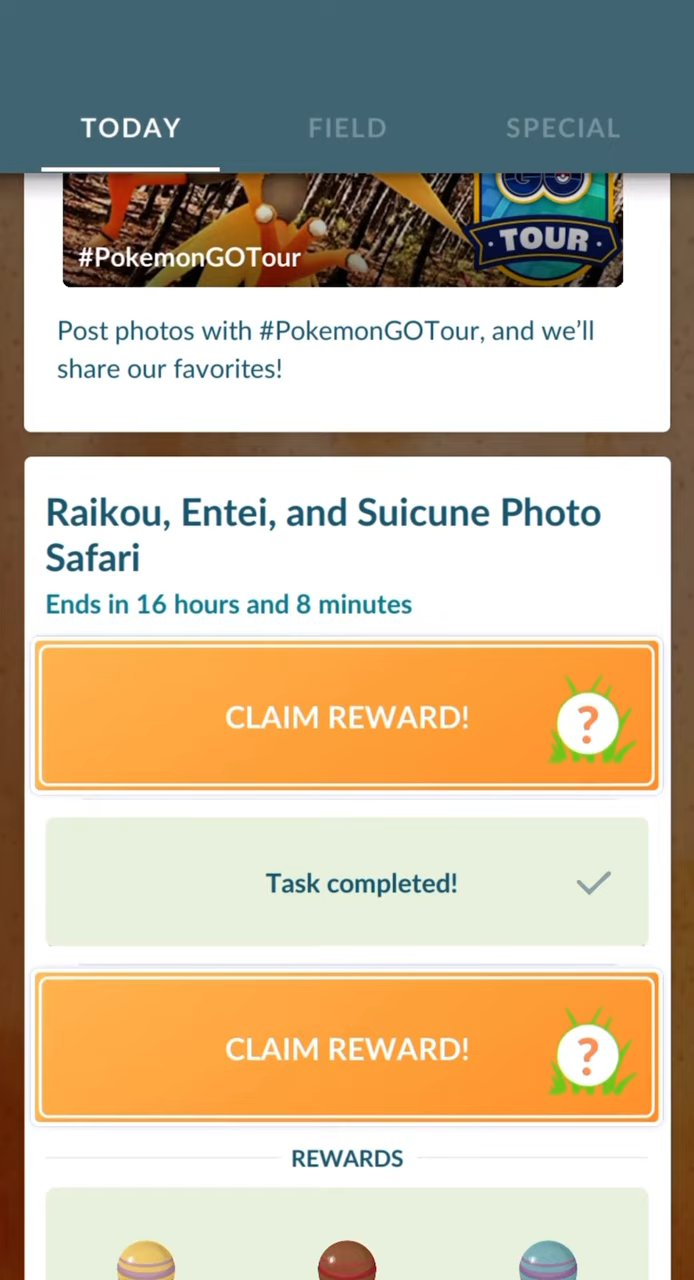 TODAY
FIELD
SPECIAL
GO
· TOUR ·
#PokemonGOTour
Post photos with #PokemonGOTour, and we’ll
share our favorites!
Raikou, Entei, and Suicune Photo
Safari
Ends in 16 hours and 8 minutes
CLAIM REWARD!
?
Task completed!
CLAIM REWARD!
?
REWARDS